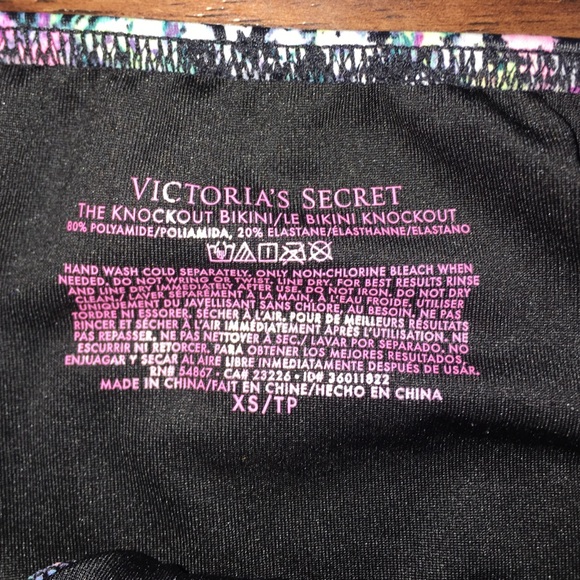 VICTORIA'S SECRET
THE KNOCKOUT BIKINI/LE BIKINI KNOCKOUT
80% POLYAMIDE/POLIAMIDA, 20% ELASTANE/ÉLASTHANNE/ELASTANO
HAND WASH COLD SEPARATELY. ONLY NON-CHLORINE BLEACH WHEN
NEEDED. DO NOT WRING OR TWIST. LINE DRY. FOR BEST RESULTS RINSE
AND LINE DRY IMMEDIATELY AFTER USE. DO NOT IRON. DO NOT DRY
CLEAN./ LAVER SÉPARÉMENT À LA MAIN, À L'EAU FROIDE. UTILISER
UNIQUEMENT DU JAVELLISANT SANS CHLORE, AU BESOIN. NE PAS
TORDRE NI ESSORER. SÉCHER À L'AIR. POUR DE MEILLEURS RÉSULTATS
RINCER ET SÉCHER À L'AIR IMMÉDIATEMENT APRÈS L'UTILISATION. NE
PAS REPASSER. NE PAS NETTOYER À SEC./ LAVAR POR SEPARADO. NO
ESCURRIR NI RETORCER. PARA OBTENER LOS MEJORES RESULTADOS,
ENJUAGAR Y SECAR AL AIRE LIBRE IMMEDIATAMENTE DESPUÉS DE USAR.
RN# 54867 • CA# 23226 • ID# 36011822
MADE IN CHINA/FAIT EN CHINE/HECHO EN CHINA
XS/TP